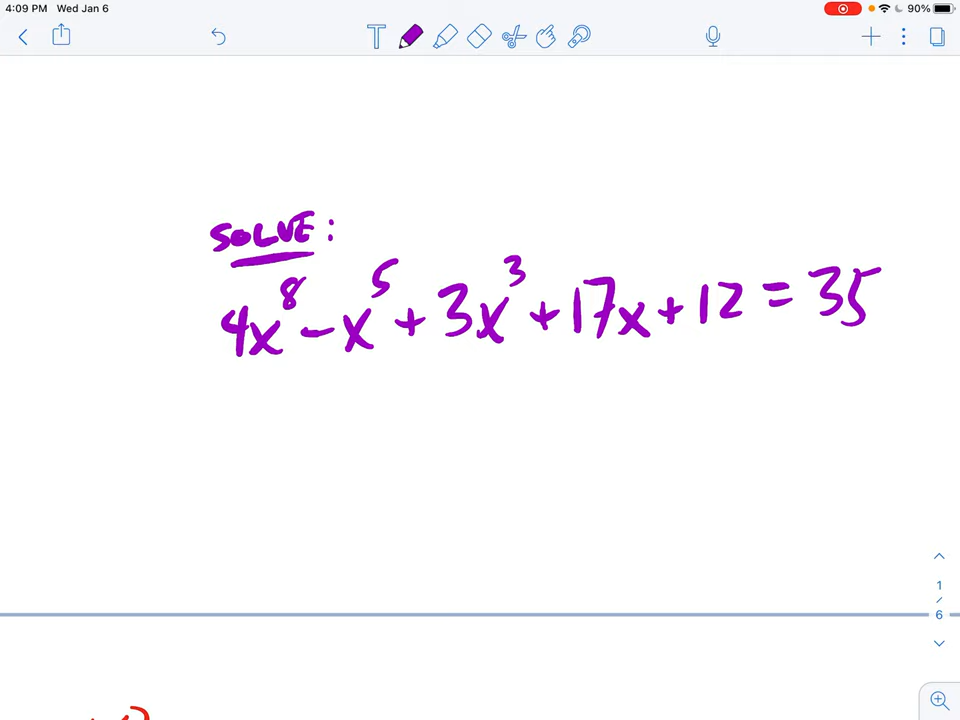 4:09 PM Wed Jan 6 90%
T
SOLVE:
4x⁸ - x⁵ + 3x³ + 17x + 12 = 35
1
/
6